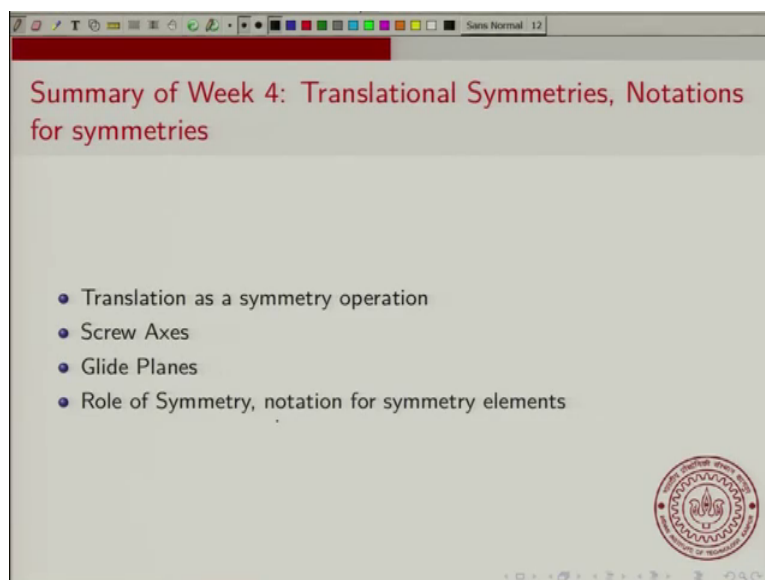 Sans Normal 12
Summary of Week 4: Translational Symmetries, Notations
for symmetries
Translation as a symmetry operation
Screw Axes
Glide Planes
Role of Symmetry, notation for symmetry elements